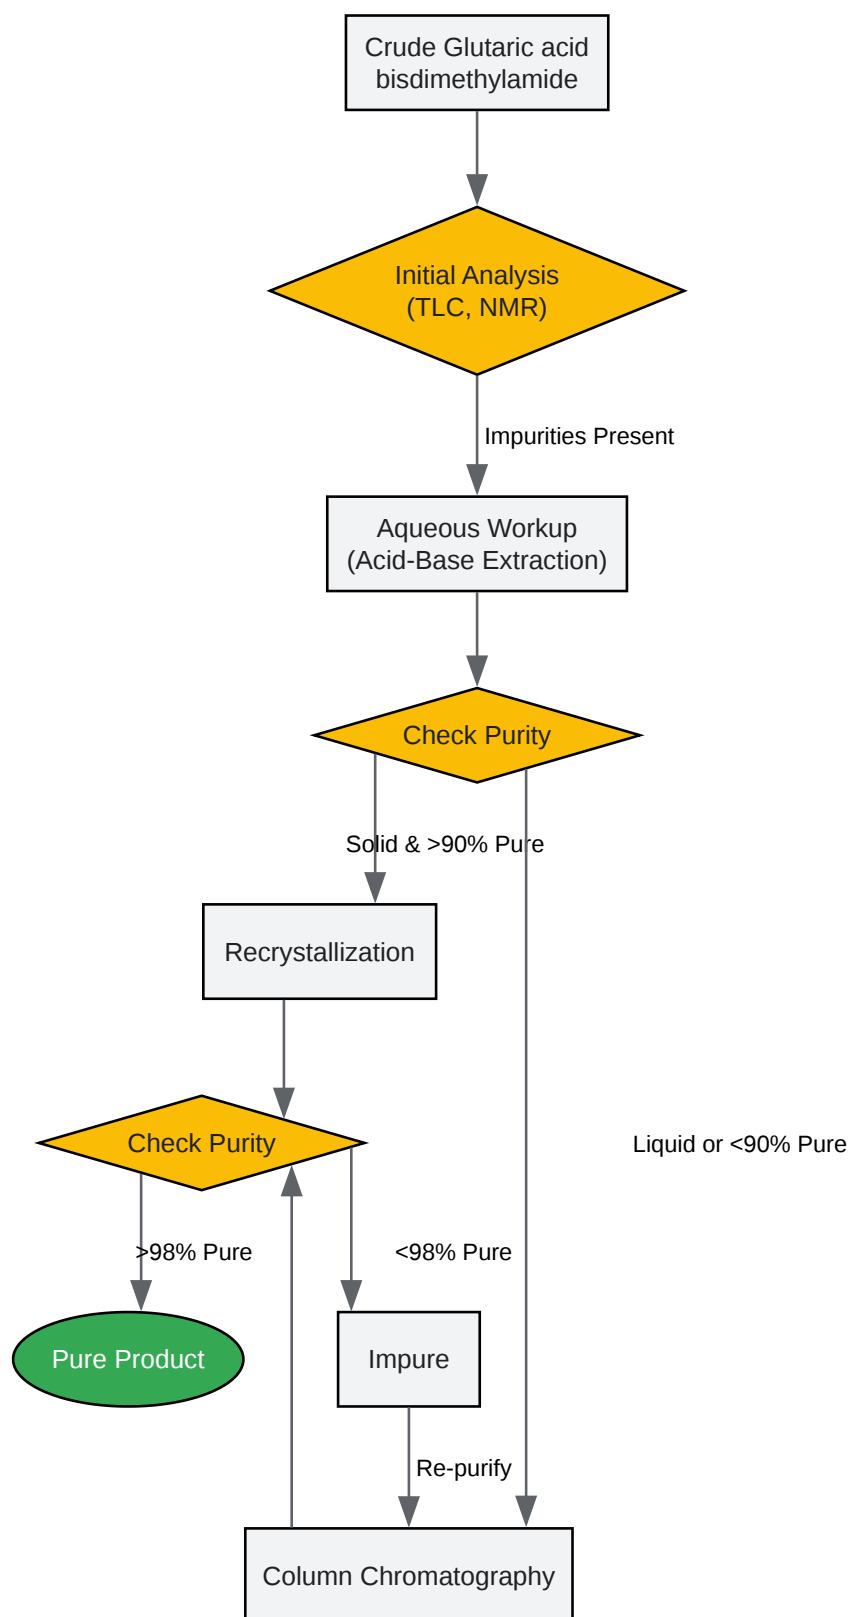 Crude Glutaric acid
bisdimethylamide
Initial Analysis
(TLC, NMR)
Impurities Present
Aqueous Workup
(Acid-Base Extraction)
Check Purity
Solid & >90% Pure
Recrystallization
Check Purity
Liquid or <90% Pure
>98% Pure
<98% Pure
Pure Product
Impure
Re-purify
Column Chromatography